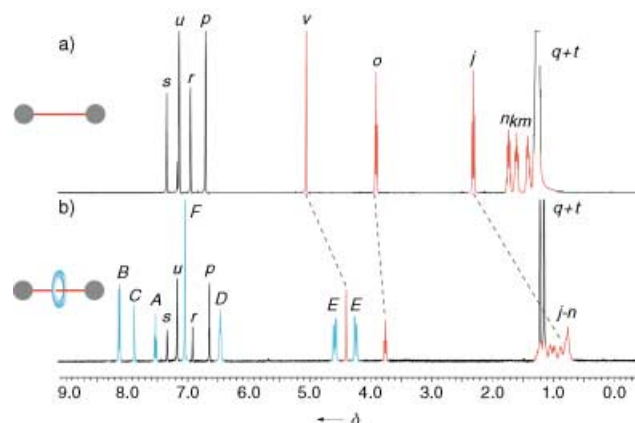 a)
s u r p v o j n k m q+t
b)
B C A s u F r p D E E q+t j-n
9.0 8.0 7.0 6.0 5.0 4.0 3.0 2.0 1.0 0.0
← δ